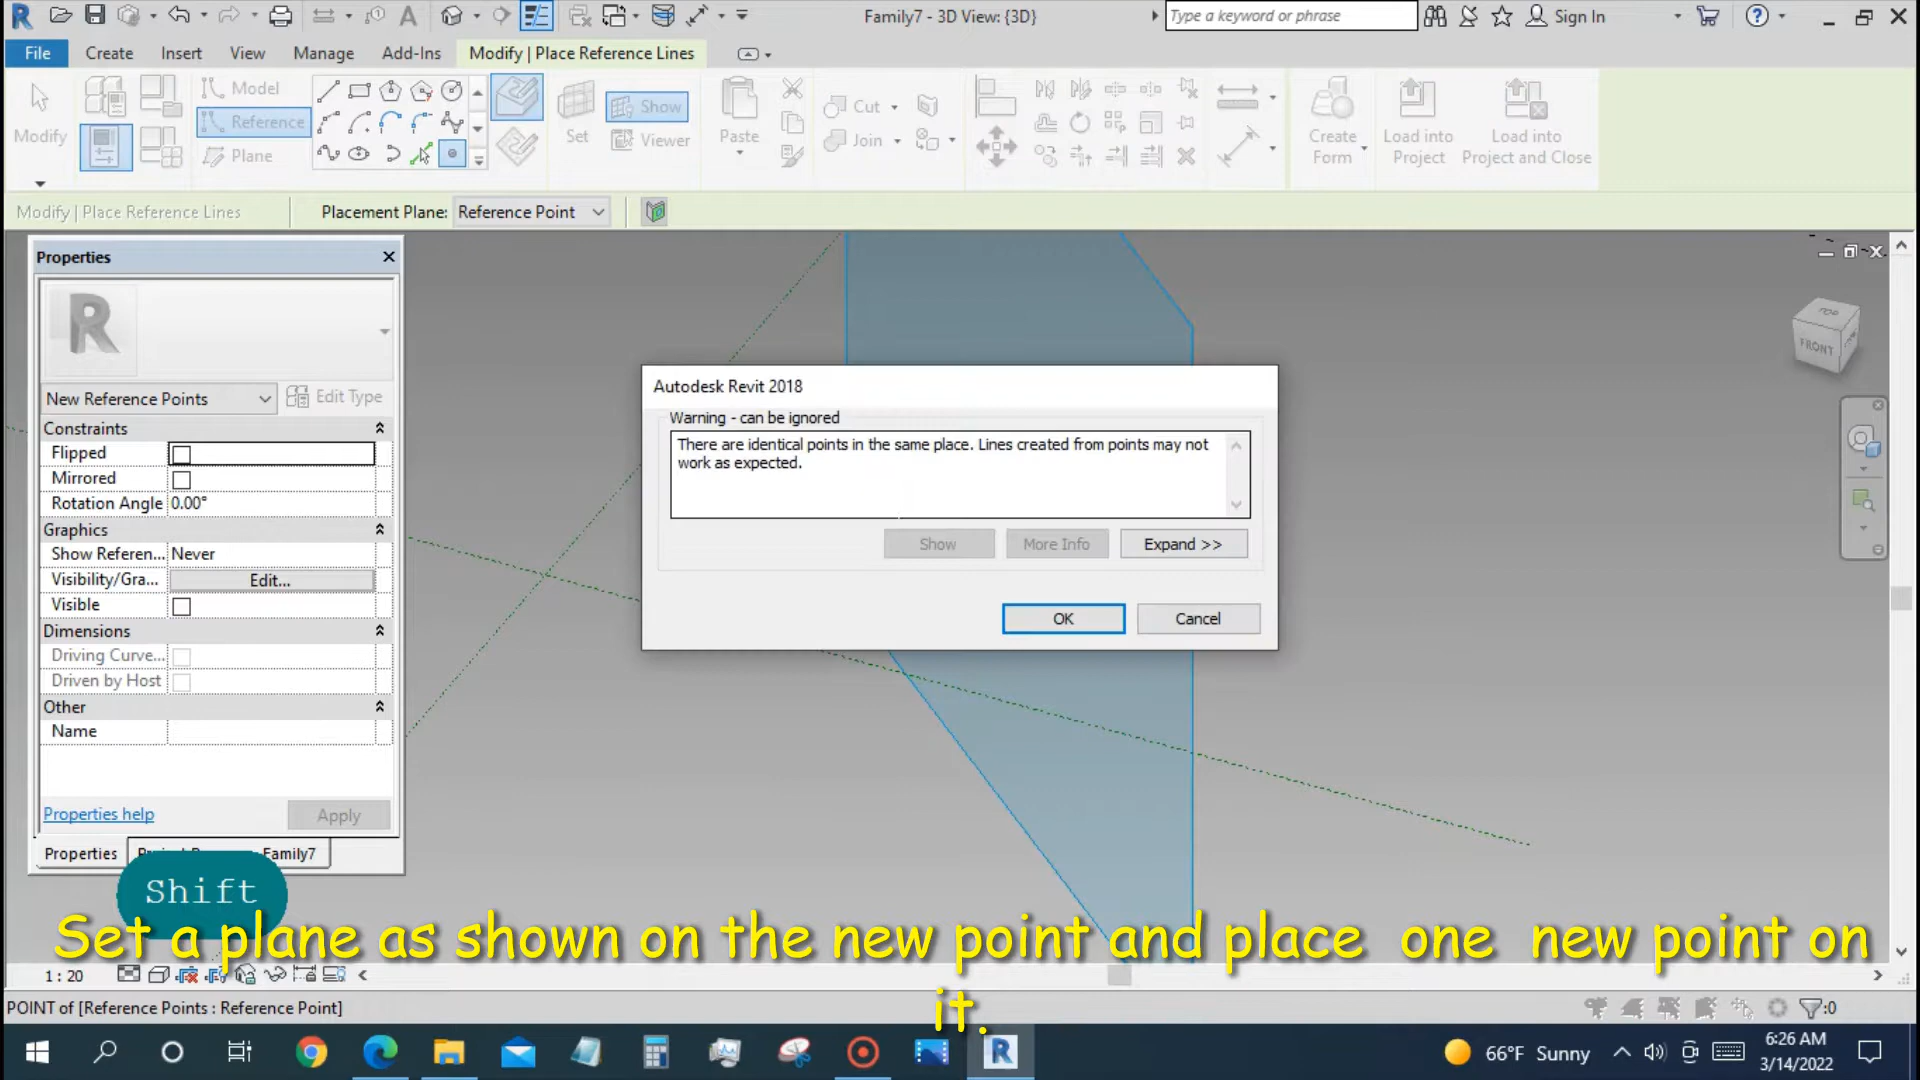 Family7 - 3D View: {3D}
Type a keyword or phrase
Sign In
File
Create
Insert
View
Manage
Add-Ins
Modify | Place Reference Lines
Modify
Model
Reference
Plane
Set
Show
Viewer
Paste
Cut
Join
Create
Form
Load into
Project
Load into
Project and Close
Modify | Place Reference Lines
Placement Plane:
Reference Point
Properties
New Reference Points
Edit Type
Constraints
Flipped
Mirrored
Rotation Angle
0.00°
Graphics
Show Referen...
Never
Visibility/Gra...
Edit...
Visible
Dimensions
Driving Curve...
Driven by Host
Other
Name
Properties help
Apply
Properties
Family7
TOP
FRONT
Autodesk Revit 2018
Warning - can be ignored
There are identical points in the same place. Lines created from points may not
work as expected.
Show
More Info
Expand >>
OK
Cancel
Shift
Set a plane as shown on the new point and place one new point on
it.
1 : 20
POINT of [Reference Points : Reference Point]
:0
66°F Sunny
6:26 AM
3/14/2022